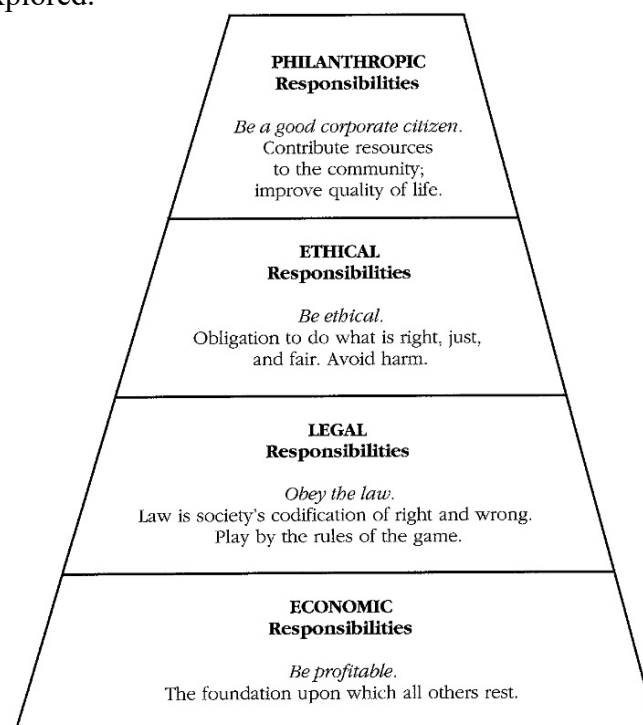 xplored.
PHILANTHROPIC
Responsibilities
Be a good corporate citizen.
Contribute resources
to the community;
improve quality of life.
ETHICAL
Responsibilities
Be ethical.
Obligation to do what is right, just,
and fair. Avoid harm.
LEGAL
Responsibilities
Obey the law.
Law is society's codification of right and wrong.
Play by the rules of the game.
ECONOMIC
Responsibilities
Be profitable.
The foundation upon which all others rest.